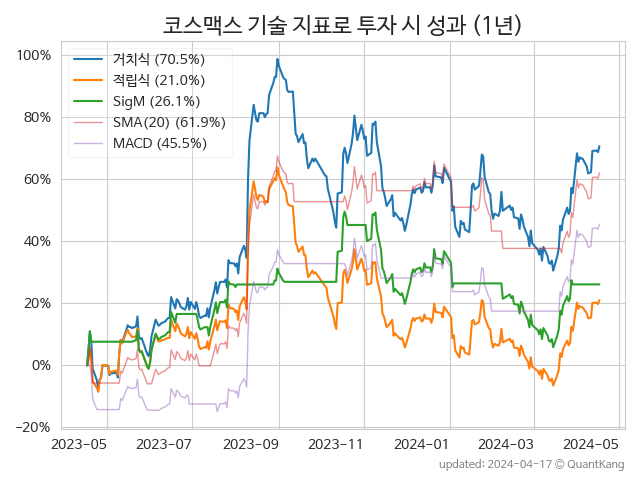 코스맥스 기술 지표로 투자 시 성과 (1년)
100%
80%
60%
40%
20%
0%
−20%
거치식 (70.5%)
적립식 (21.0%)
SigM (26.1%)
SMA(20) (61.9%)
MACD (45.5%)
2023-05 2023-07 2023-09 2023-11 2024-01 2024-03 2024-05
updated: 2024-04-17 © QuantKang